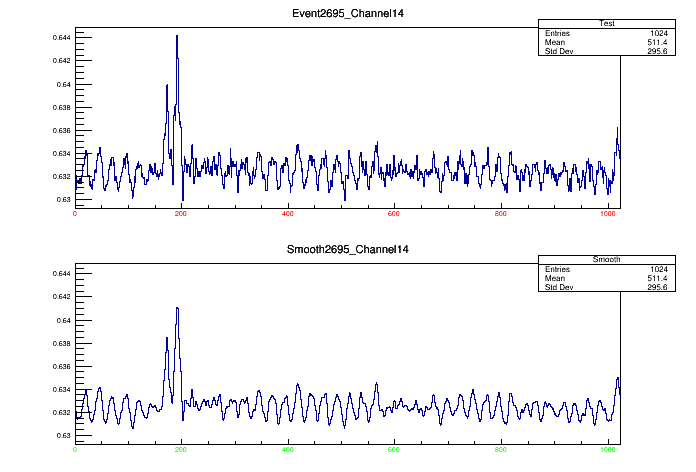 Event2695_Channel14
Test
Entries 1024
Mean 511.4
Std Dev 295.6
0.644
0.642
0.64
0.638
0.636
0.634
0.632
0.63
0 200 400 600 800 1000
Smooth2695_Channel14
Smooth
Entries 1024
Mean 511.4
Std Dev 295.6
0.644
0.642
0.64
0.638
0.636
0.634
0.632
0.63
0 200 400 600 800 1000